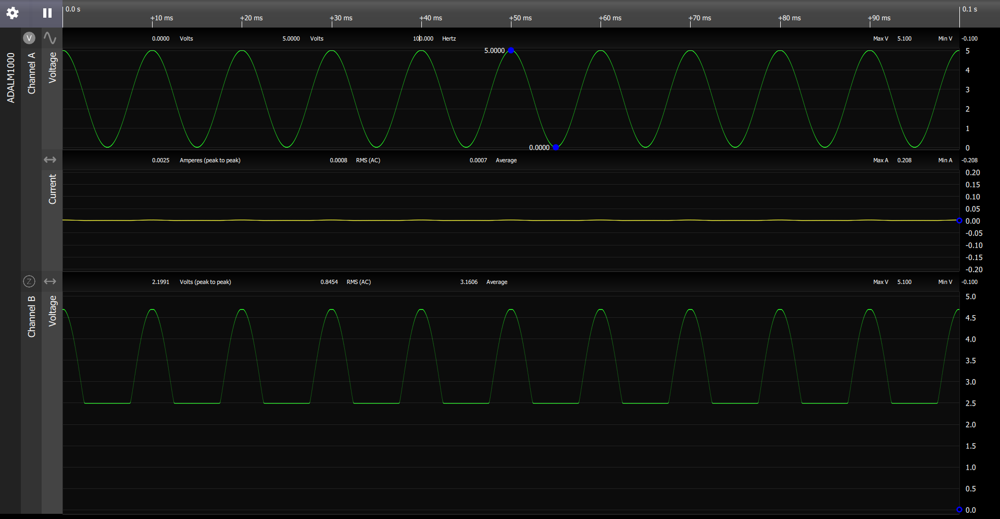 0.0 s
0.1 s
+10 ms +20 ms +30 ms +40 ms +50 ms +60 ms +70 ms +80 ms +90 ms
ADALM1000
Channel A
V
Voltage
0.0000 Volts 5.0000 Volts 100.000 Hertz Max V 5.100 Min V -0.100
5.0000
0.0000
5
4
3
2
1
0
Current
0.0025 Amperes (peak to peak) 0.0008 RMS (AC) 0.0007 Average Max A 0.208 Min A -0.208
0.20
0.15
0.10
0.05
0.00
-0.05
-0.10
-0.15
-0.20
Channel B
Z
Voltage
2.1991 Volts (peak to peak) 0.8454 RMS (AC) 3.1606 Average Max V 5.100 Min V -0.100
5.0
4.5
4.0
3.5
3.0
2.5
2.0
1.5
1.0
0.5
0.0